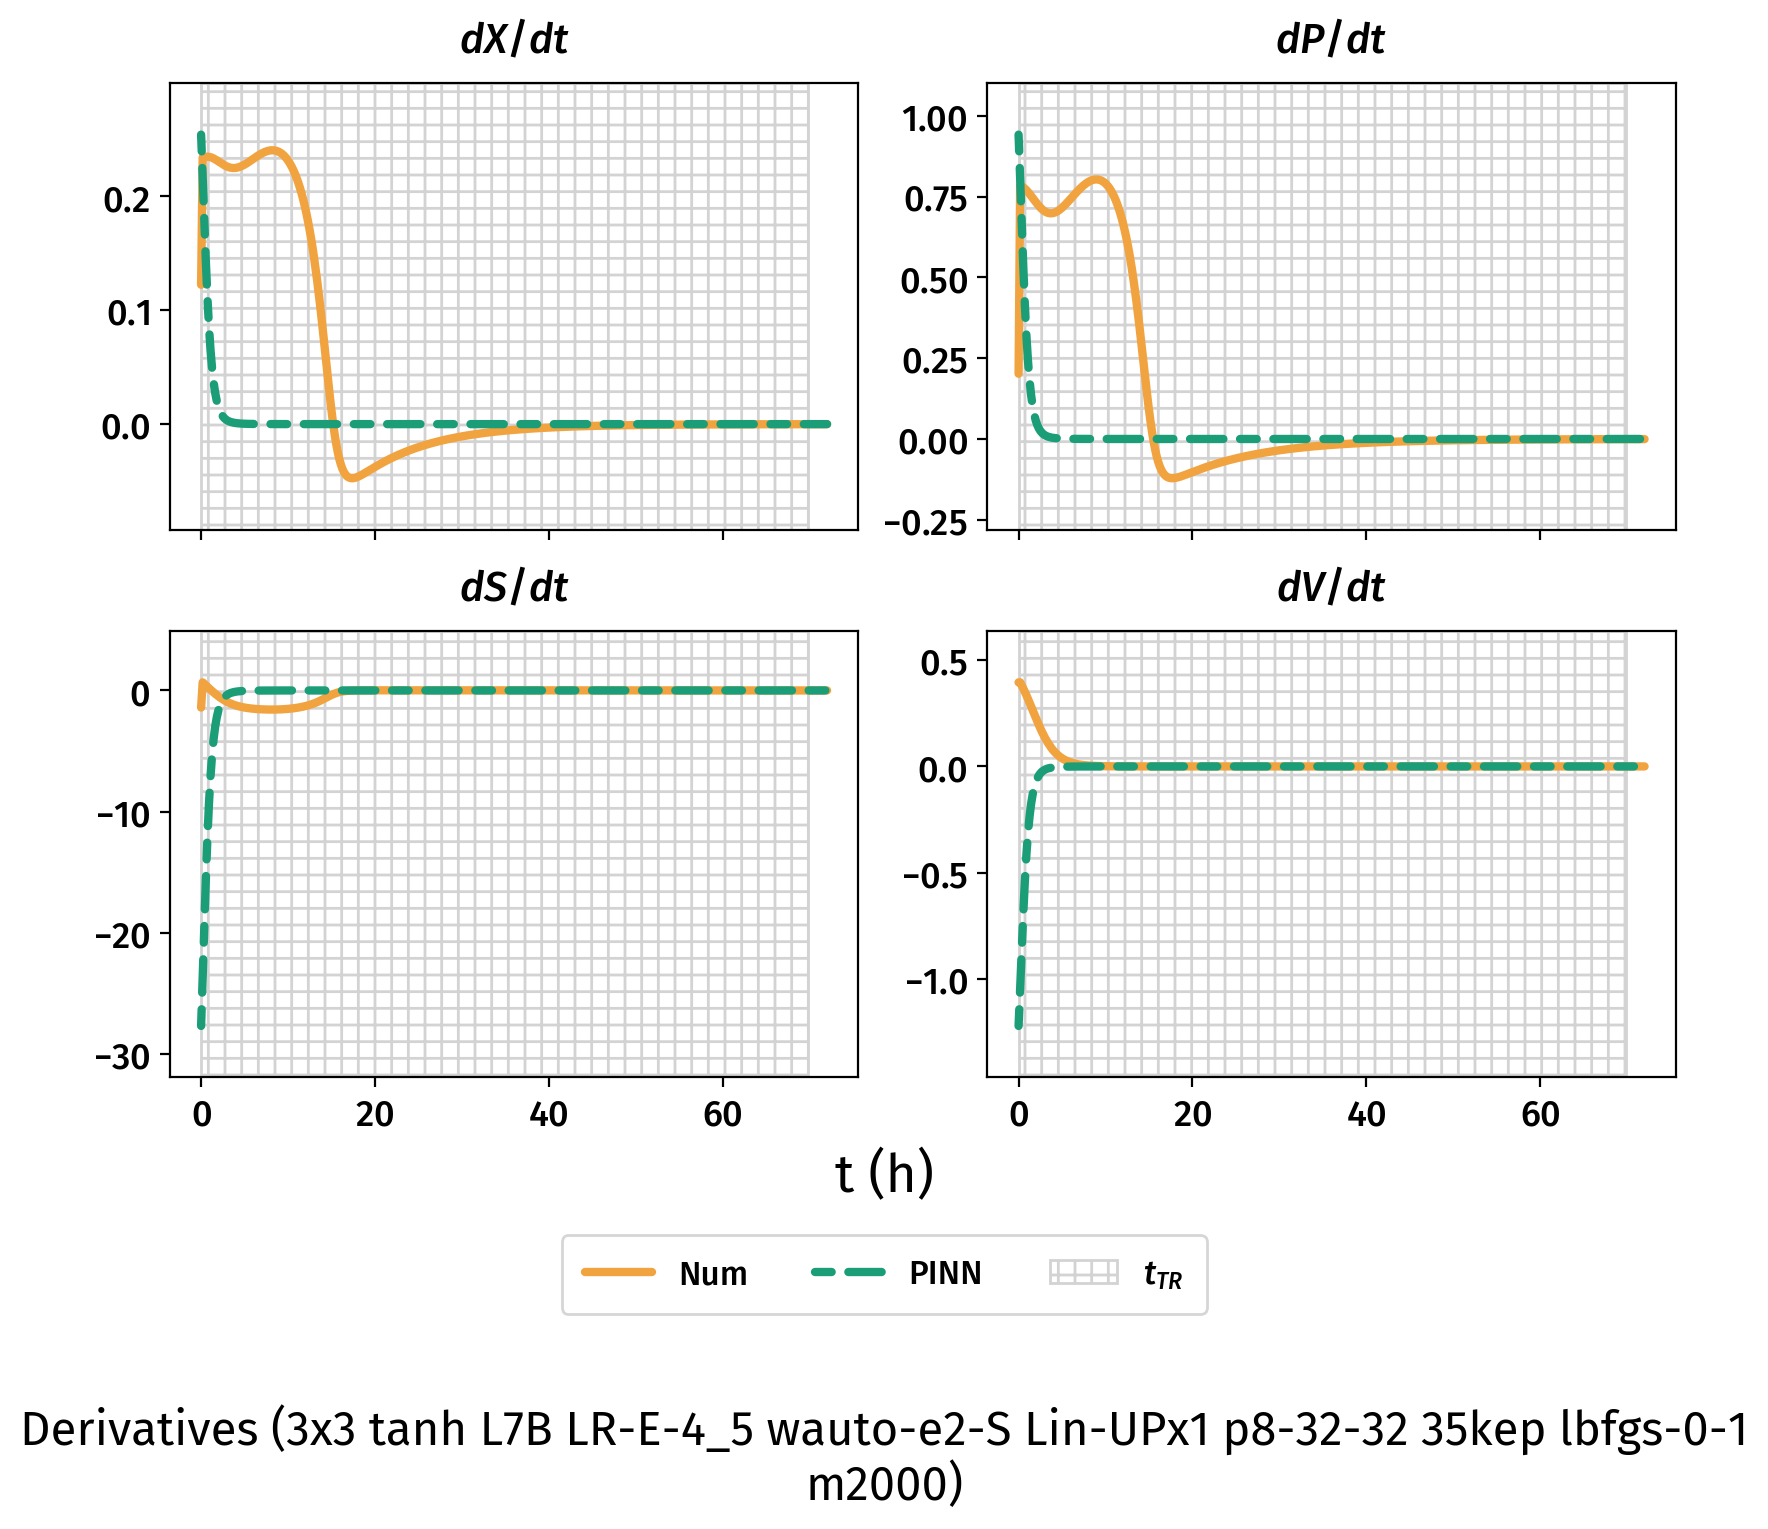 dX/dt
dP/dt
0.2
0.1
0.0
1.00
0.75
0.50
0.25
0.00
−0.25
dS/dt
dV/dt
0
−10
−20
−30
0.5
0.0
−0.5
−1.0
0 20 40 60
0 20 40 60
t (h)
Num PINN t_TR
Derivatives (3x3 tanh L7B LR-E-4_5 wauto-e2-S Lin-UPx1 p8-32-32 35kep lbfgs-0-1
m2000)